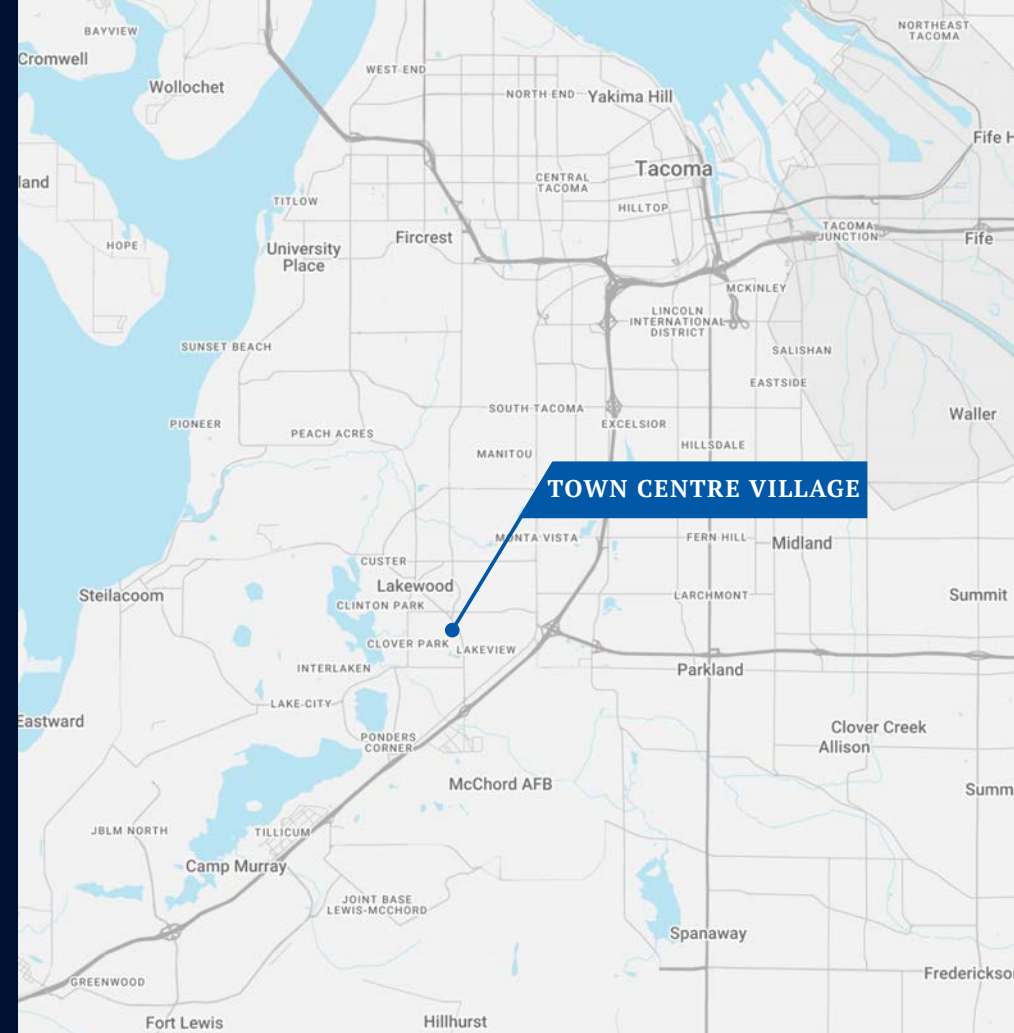 BAYVIEW
NORTHEAST
TACOMA
Cromwell
WEST END
Wollochet
NORTH END
Yakima Hill
Fife H
Tacoma
CENTRAL
TACOMA
land
TITLOW
HILLTOP
TACOMA
JUNCTION
Fircrest
Fife
HOPE
University
Place
MCKINLEY
LINCOLN
INTERNATIONAL
DISTRICT
SUNSET BEACH
SALISHAN
EASTSIDE
SOUTH TACOMA
Waller
PIONEER
EXCELSIOR
PEACH ACRES
HILLSDALE
MANITOU
TOWN CENTRE VILLAGE
MONTA VISTA
FERN HILL
Midland
CUSTER
Lakewood
Steilacoom
LARCHMONT
Summit
CLINTON PARK
CLOVER PARK
LAKEVIEW
INTERLAKEN
Parkland
LAKE CITY
Eastward
Clover Creek
PONDERS
CORNER
Allison
McChord AFB
Summ
JBLM NORTH
TILLICUM
Camp Murray
JOINT BASE
LEWIS-MCCHORD
Spanaway
Frederickso
GREENWOOD
Fort Lewis
Hillhurst